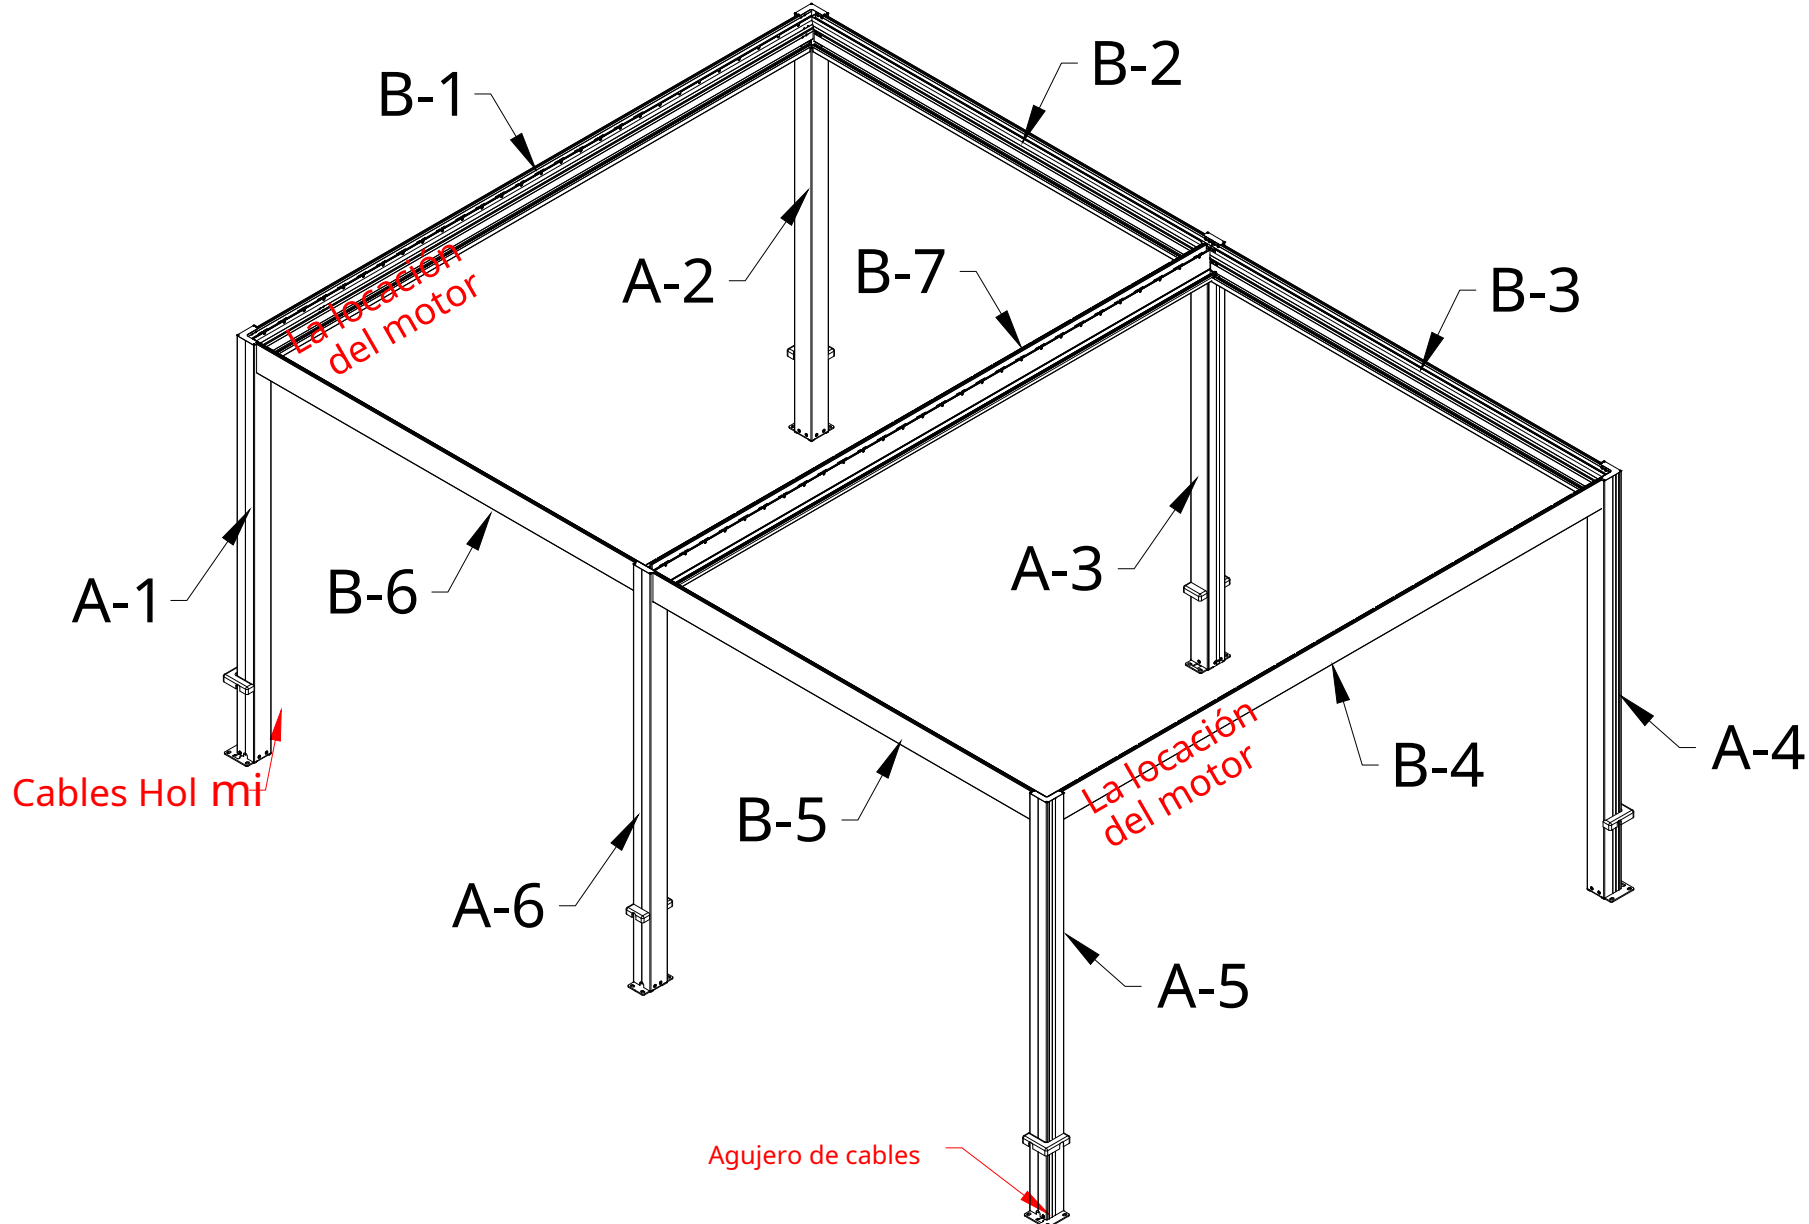 B-1
B-2
A-2
B-7
B-3
La locación
del motor
A-1
B-6
A-3
Cables Hol mi
B-5
La locación
del motor
B-4
A-4
A-6
A-5
Agujero de cables